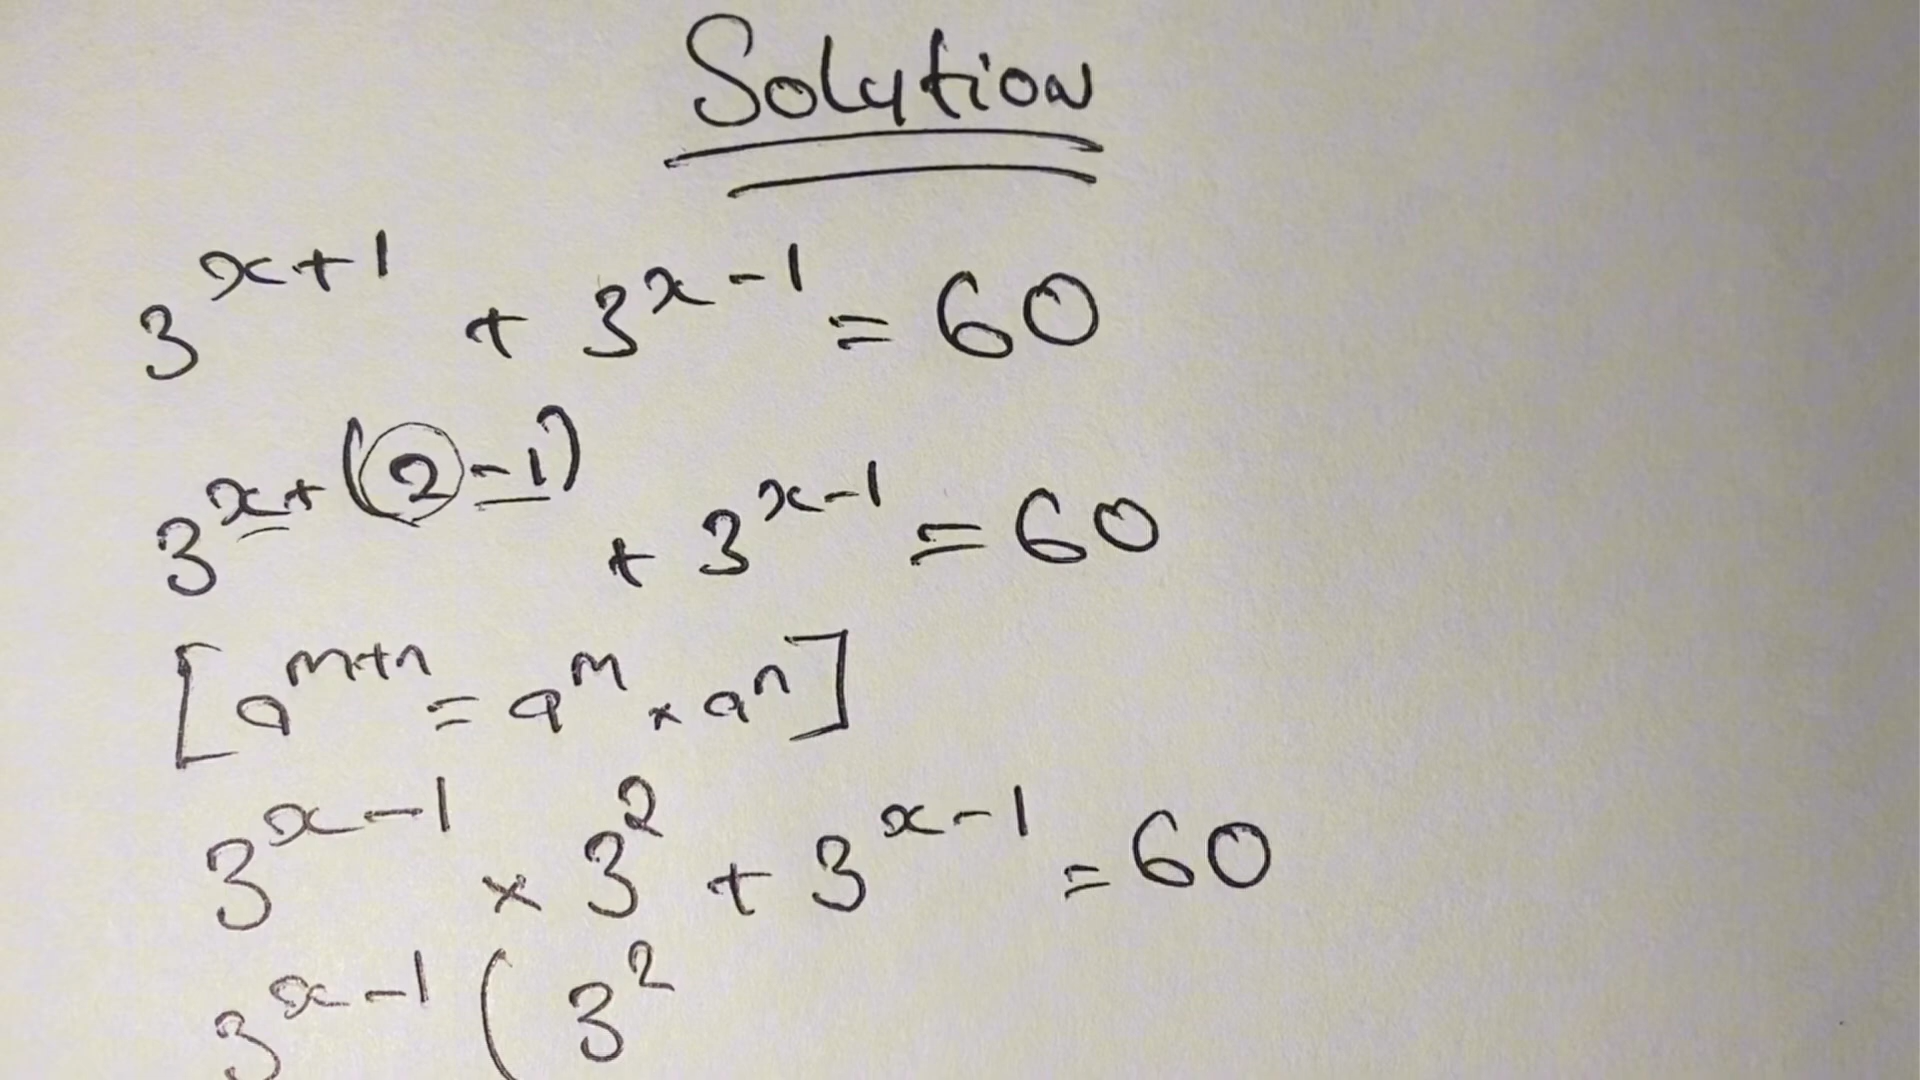 Solution
3^{x+1} + 3^{x-1} = 60
3^{x+(2-1)} + 3^{x-1} = 60
[a^{m+n} = a^m × a^n]
3^{x-1} × 3^2 + 3^{x-1} = 60
3^{x-1} ( 3^2